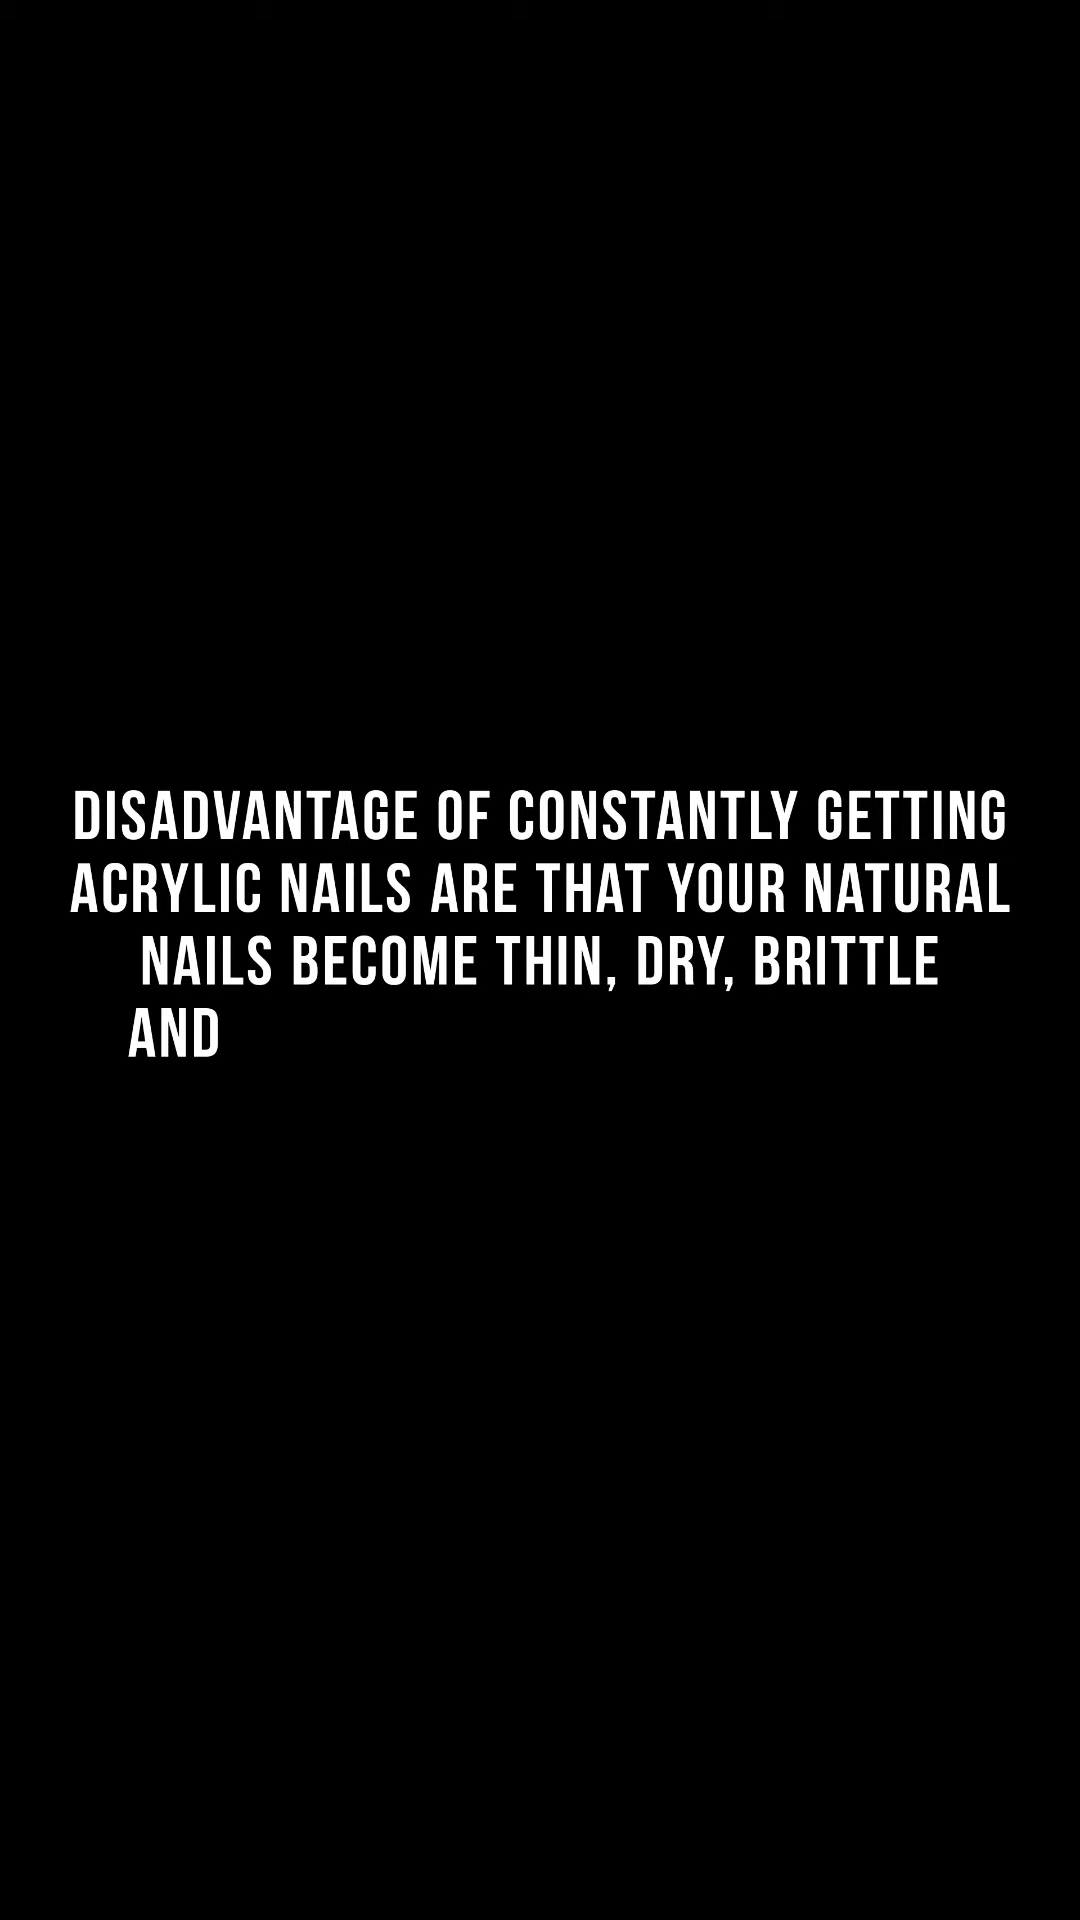 DISADVANTAGE OF CONSTANTLY GETTING
ACRYLIC NAILS ARE THAT YOUR NATURAL
NAILS BECOME THIN, DRY, BRITTLE
AND